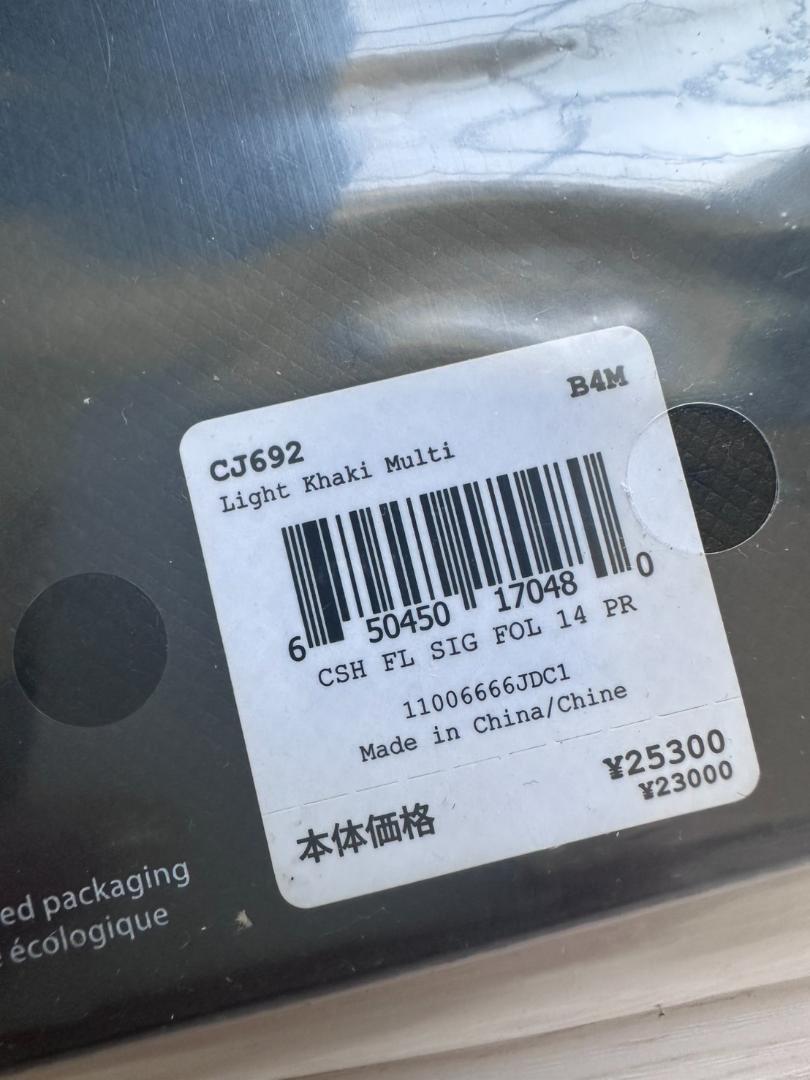 B4M
CJ692
Light Khaki Multi
6 50450 17048 0
CSH FL SIG FOL 14 PR
11006666JDC1
Made in China/Chine
¥25300
¥23000
本体価格
packaging
écologique